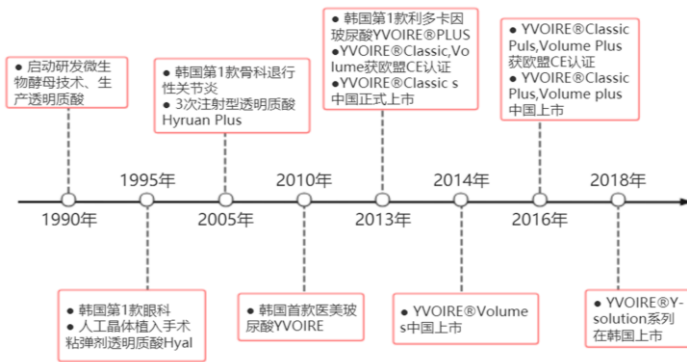 ● 启动研发微生
物酵母技术、生
产透明质酸
● 韩国第1款骨科退行
性关节炎
● 3次注射型透明质酸
Hyruan Plus
● 韩国第1款利多卡因
玻尿酸YVOIRE®PLUS
●YVOIRE®Classic,Vo
lume获欧盟CE认证
●YVOIRE®Classic s
中国正式上市
● YVOIRE®Classic
Puls,Volume Plus
获欧盟CE认证
● YVOIRE®Classic
Plus,Volume plus
中国上市
1995年
2010年
2014年
2018年
1990年
2005年
2013年
2016年
● 韩国第1款眼科
● 人工晶体植入手术
粘弹剂透明质酸Hyal
● 韩国首款医美玻
尿酸YVOIRE
● YVOIRE®Volume
s中国上市
● YVOIRE®Y-
solution系列
在韩国上市